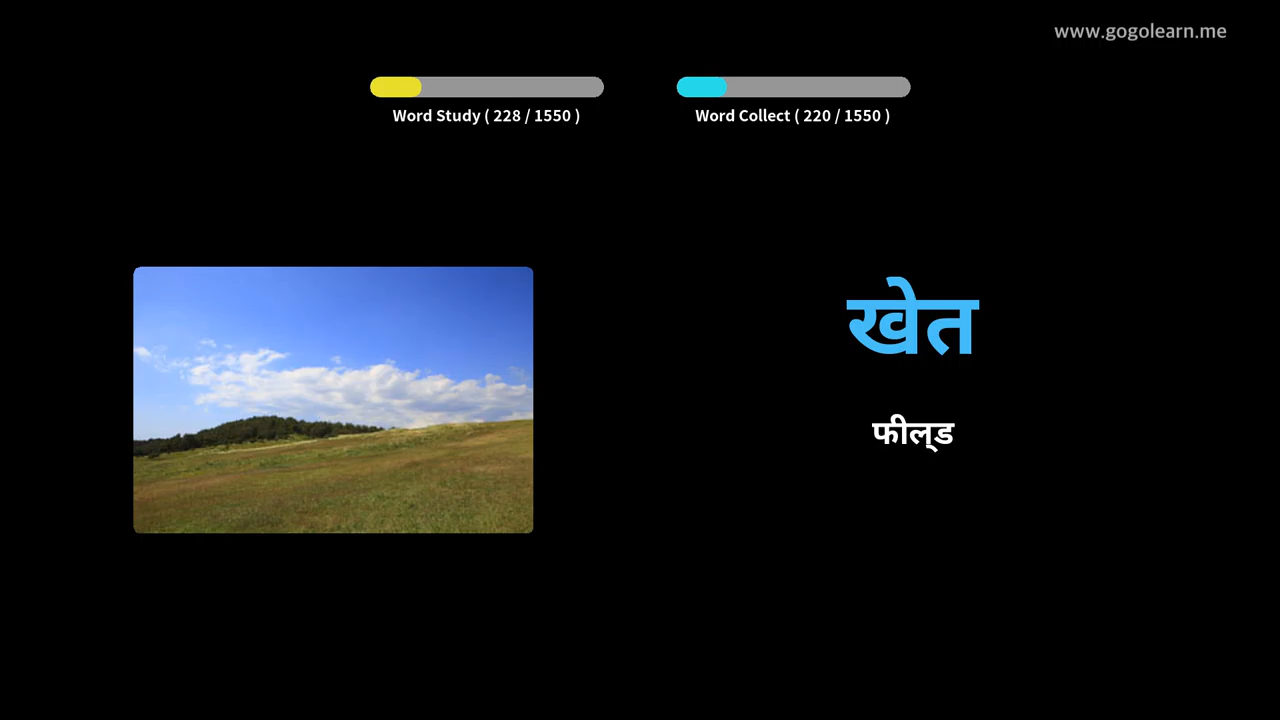 www.gogolearn.me
Word Study ( 228 / 1550 )
Word Collect ( 220 / 1550 )
खेत
फील्‌ड